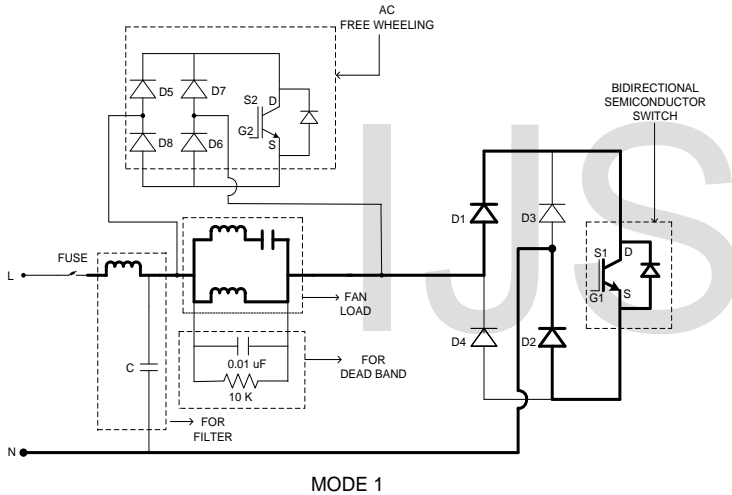 AC
FREE WHEELING
D5
D7
S2
D
G2
S
D8
D6
BIDIRECTIONAL
SEMICONDUCTOR
SWITCH
IJS
D1
D3
S1
D
G1
S
FUSE
L
FAN
LOAD
D4
D2
C
0.01 uF
10 K
FOR
DEAD BAND
FOR
FILTER
N
MODE 1